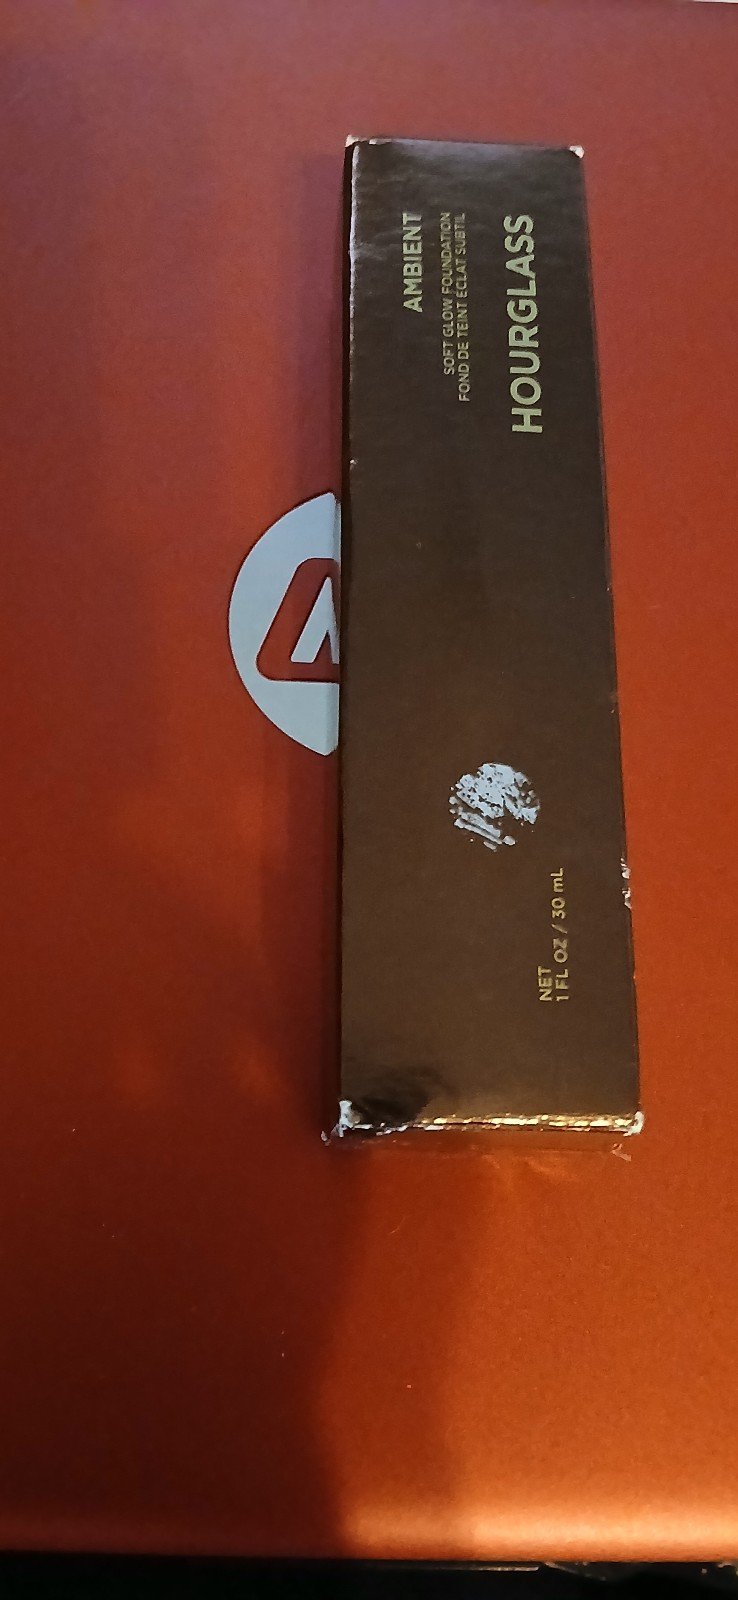 AMBIENT
SOFT GLOW FOUNDATION
FOND DE TEINT ÉCLAT SUBTIL
HOURGLASS
NET
1 FL OZ / 30 mL